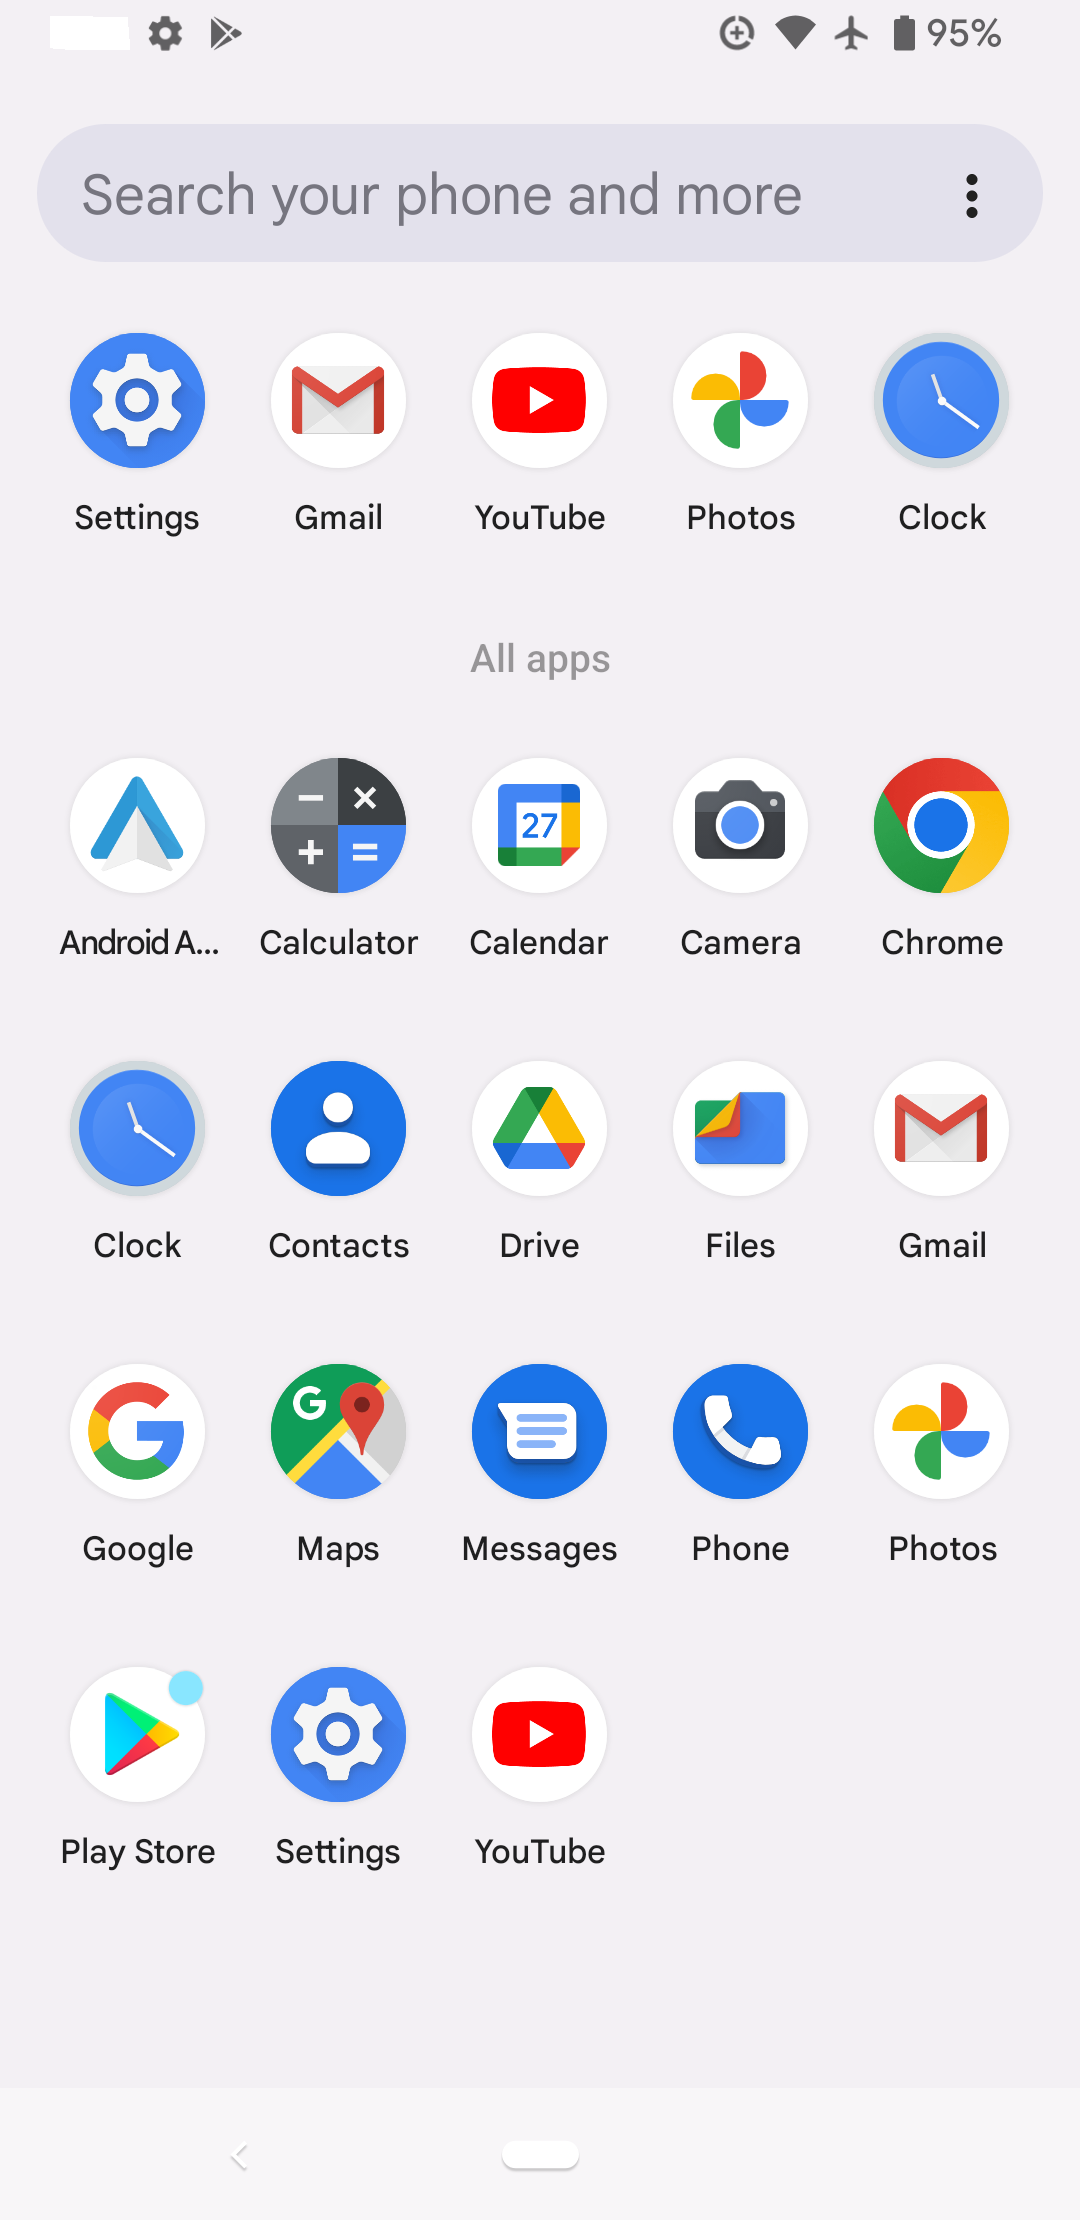 95%
Search your phone and more
Settings Gmail YouTube Photos Clock
All apps
27
Android A... Calculator Calendar Camera Chrome
Clock Contacts Drive Files Gmail
Google Maps Messages Phone Photos
Play Store Settings YouTube